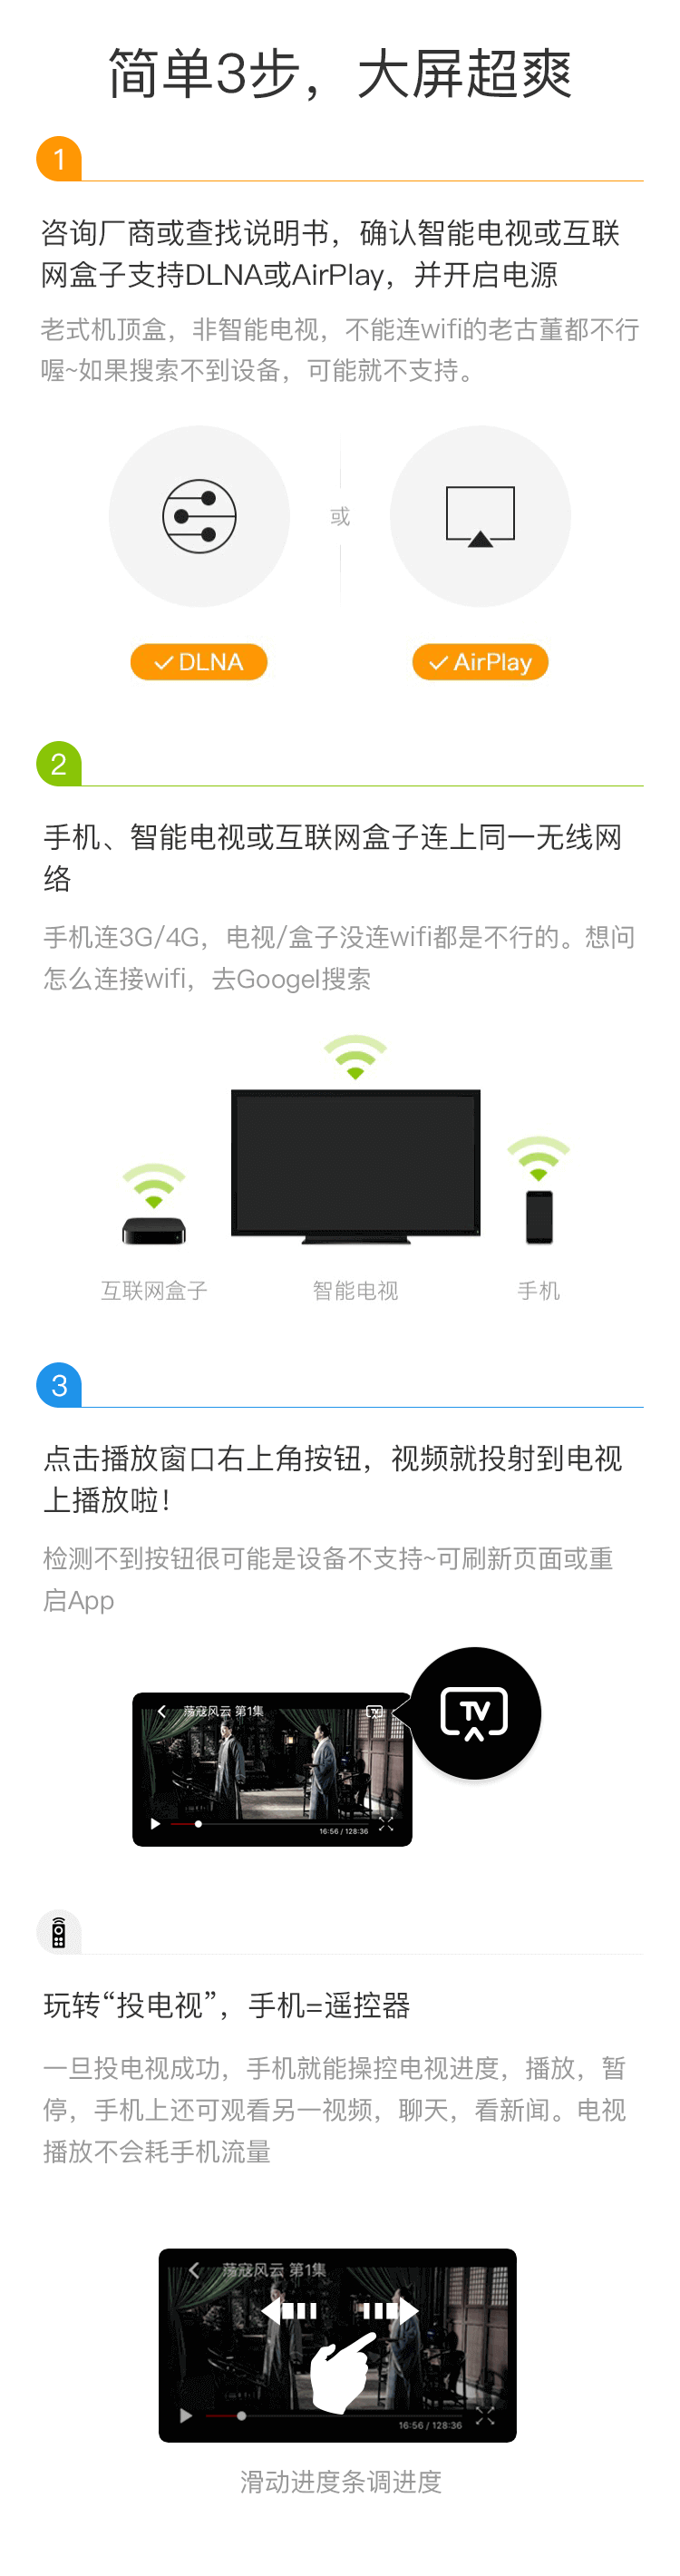 简单3步，大屏超爽
1
咨询厂商或查找说明书，确认智能电视或互联
网盒子支持DLNA或AirPlay，并开启电源
老式机顶盒，非智能电视，不能连wifi的老古董都不行
喔~如果搜索不到设备，可能就不支持。
或
DLNA
AirPlay
2
手机、智能电视或互联网盒子连上同一无线网
络
手机连3G/4G，电视/盒子没连wifi都是不行的。想问
怎么连接wifi，去Googel搜索
互联网盒子
智能电视
手机
3
点击播放窗口右上角按钮，视频就投射到电视
上播放啦！
检测不到按钮很可能是设备不支持~可刷新页面或重
启App
荡寇风云 第1集
TV
TV
16:56 / 128:36
玩转“投电视”，手机=遥控器
一旦投电视成功，手机就能操控电视进度，播放，暂
停，手机上还可观看另一视频，聊天，看新闻。电视
播放不会耗手机流量
荡寇风云 第1集
16:56 / 128:36
滑动进度条调进度